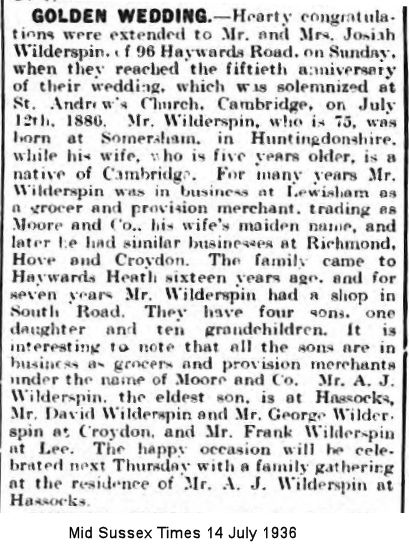 GOLDEN WEDDING.—Hearty congratula-
tions were extended to Mr. and Mrs. Josiah
Wilderspin, of 96 Haywards Road, on Sunday,
when they reached the fiftieth anniversary
of their wedding, which was solemnized at
St. Andrew's Church, Cambridge, on July
12th, 1886. Mr. Wilderspin, who is 75, was
born at Somersham, in Huntingdonshire,
while his wife, who is five years older, is a
native of Cambridge. For many years Mr.
Wilderspin was in business at Lewisham as
a grocer and provision merchant, trading as
Moore and Co., his wife's maiden name, and
later he had similar businesses at Richmond,
Hove and Croydon. The family came to
Haywards Heath sixteen years age, and for
seven years Mr. Wilderspin had a shop in
South Road. They have four sons, one
daughter and ten grandchildren. It is
interesting to note that all the sons are in
business as grocers and provision merchants
under the name of Moore and Co. Mr. A. J.
Wilderspin, the eldest son, is at Hassocks,
Mr. David Wilderspin and Mr. George Wilder-
spin at Croydon, and Mr. Frank Wilderspin
at Lee. The happy occasion will be cele-
brated next Thursday with a family gathering
at the residence of Mr. A. J. Wilderspin at
Hassocks.
Mid Sussex Times 14 July 1936